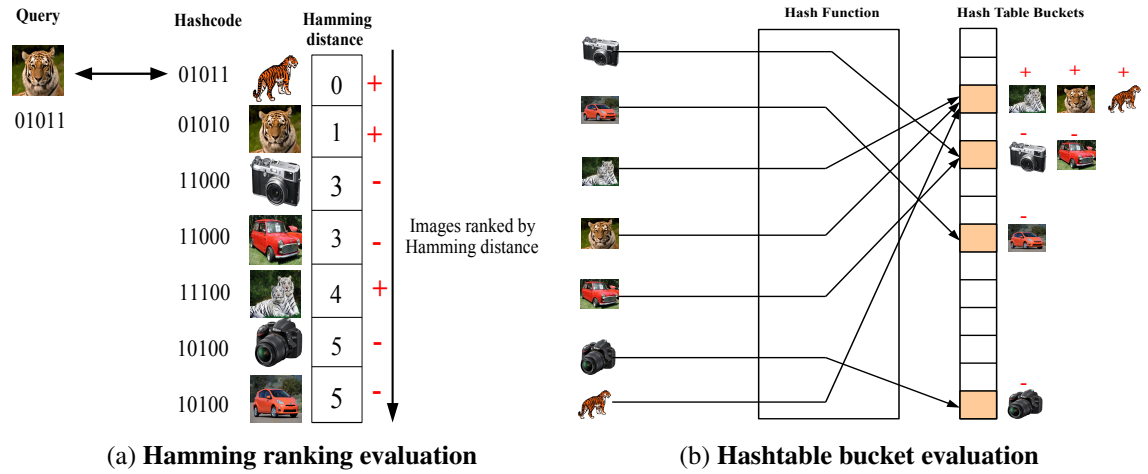 Query
Hashcode
Hamming
distance
01011
0
+
01011
01010
1
+
11000
3
-
11000
3
-
Images ranked by
Hamming distance
11100
4
+
10100
5
-
10100
5
-
(a) Hamming ranking evaluation
Hash Function
Hash Table Buckets
+ + +
- -
-
-
(b) Hashtable bucket evaluation